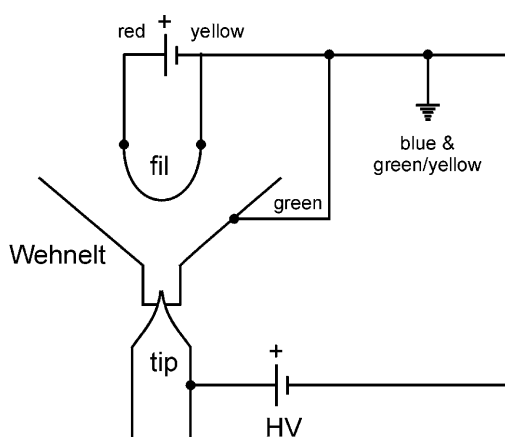 +
red
yellow
fil
blue &
green/yellow
green
Wehnelt
tip
+
HV